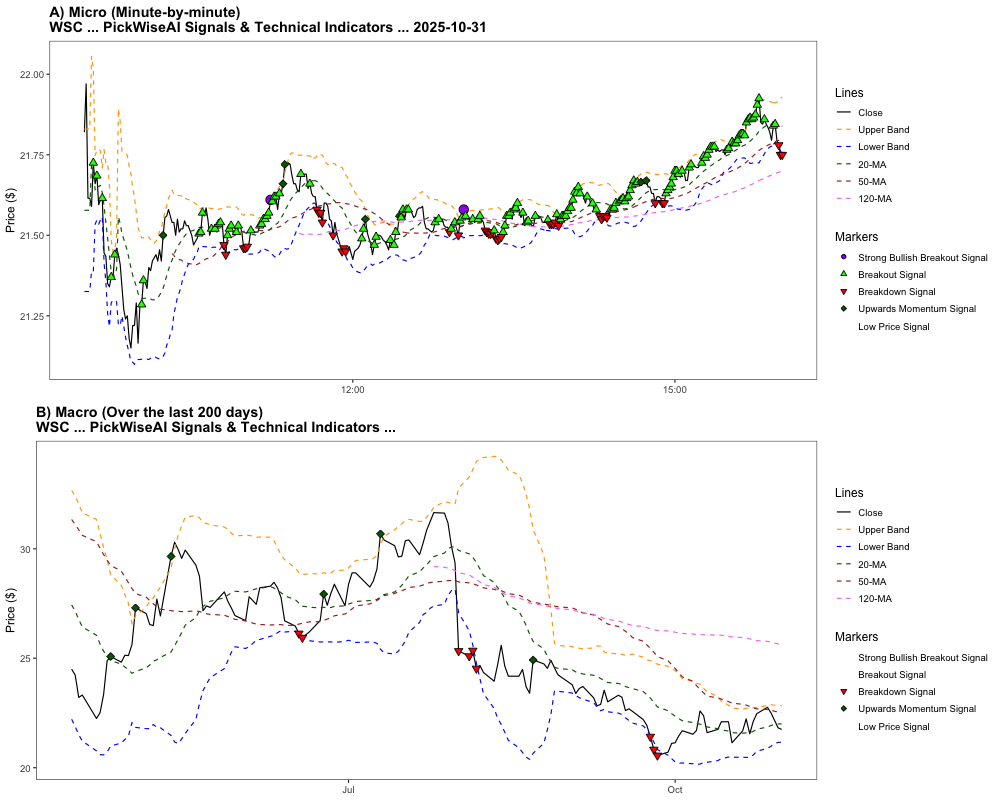 A) Micro (Minute-by-minute)
WSC ... PickWiseAI Signals & Technical Indicators ... 2025-10-31
Price ($)
22.00
21.75
21.50
21.25
12:00
15:00
Lines
Close
Upper Band
Lower Band
20-MA
50-MA
120-MA
Markers
Strong Bullish Breakout Signal
Breakout Signal
Breakdown Signal
Upwards Momentum Signal
Low Price Signal
B) Macro (Over the last 200 days)
WSC ... PickWiseAI Signals & Technical Indicators ...
Price ($)
30
25
20
Jul
Oct
Lines
Close
Upper Band
Lower Band
20-MA
50-MA
120-MA
Markers
Strong Bullish Breakout Signal
Breakout Signal
Breakdown Signal
Upwards Momentum Signal
Low Price Signal